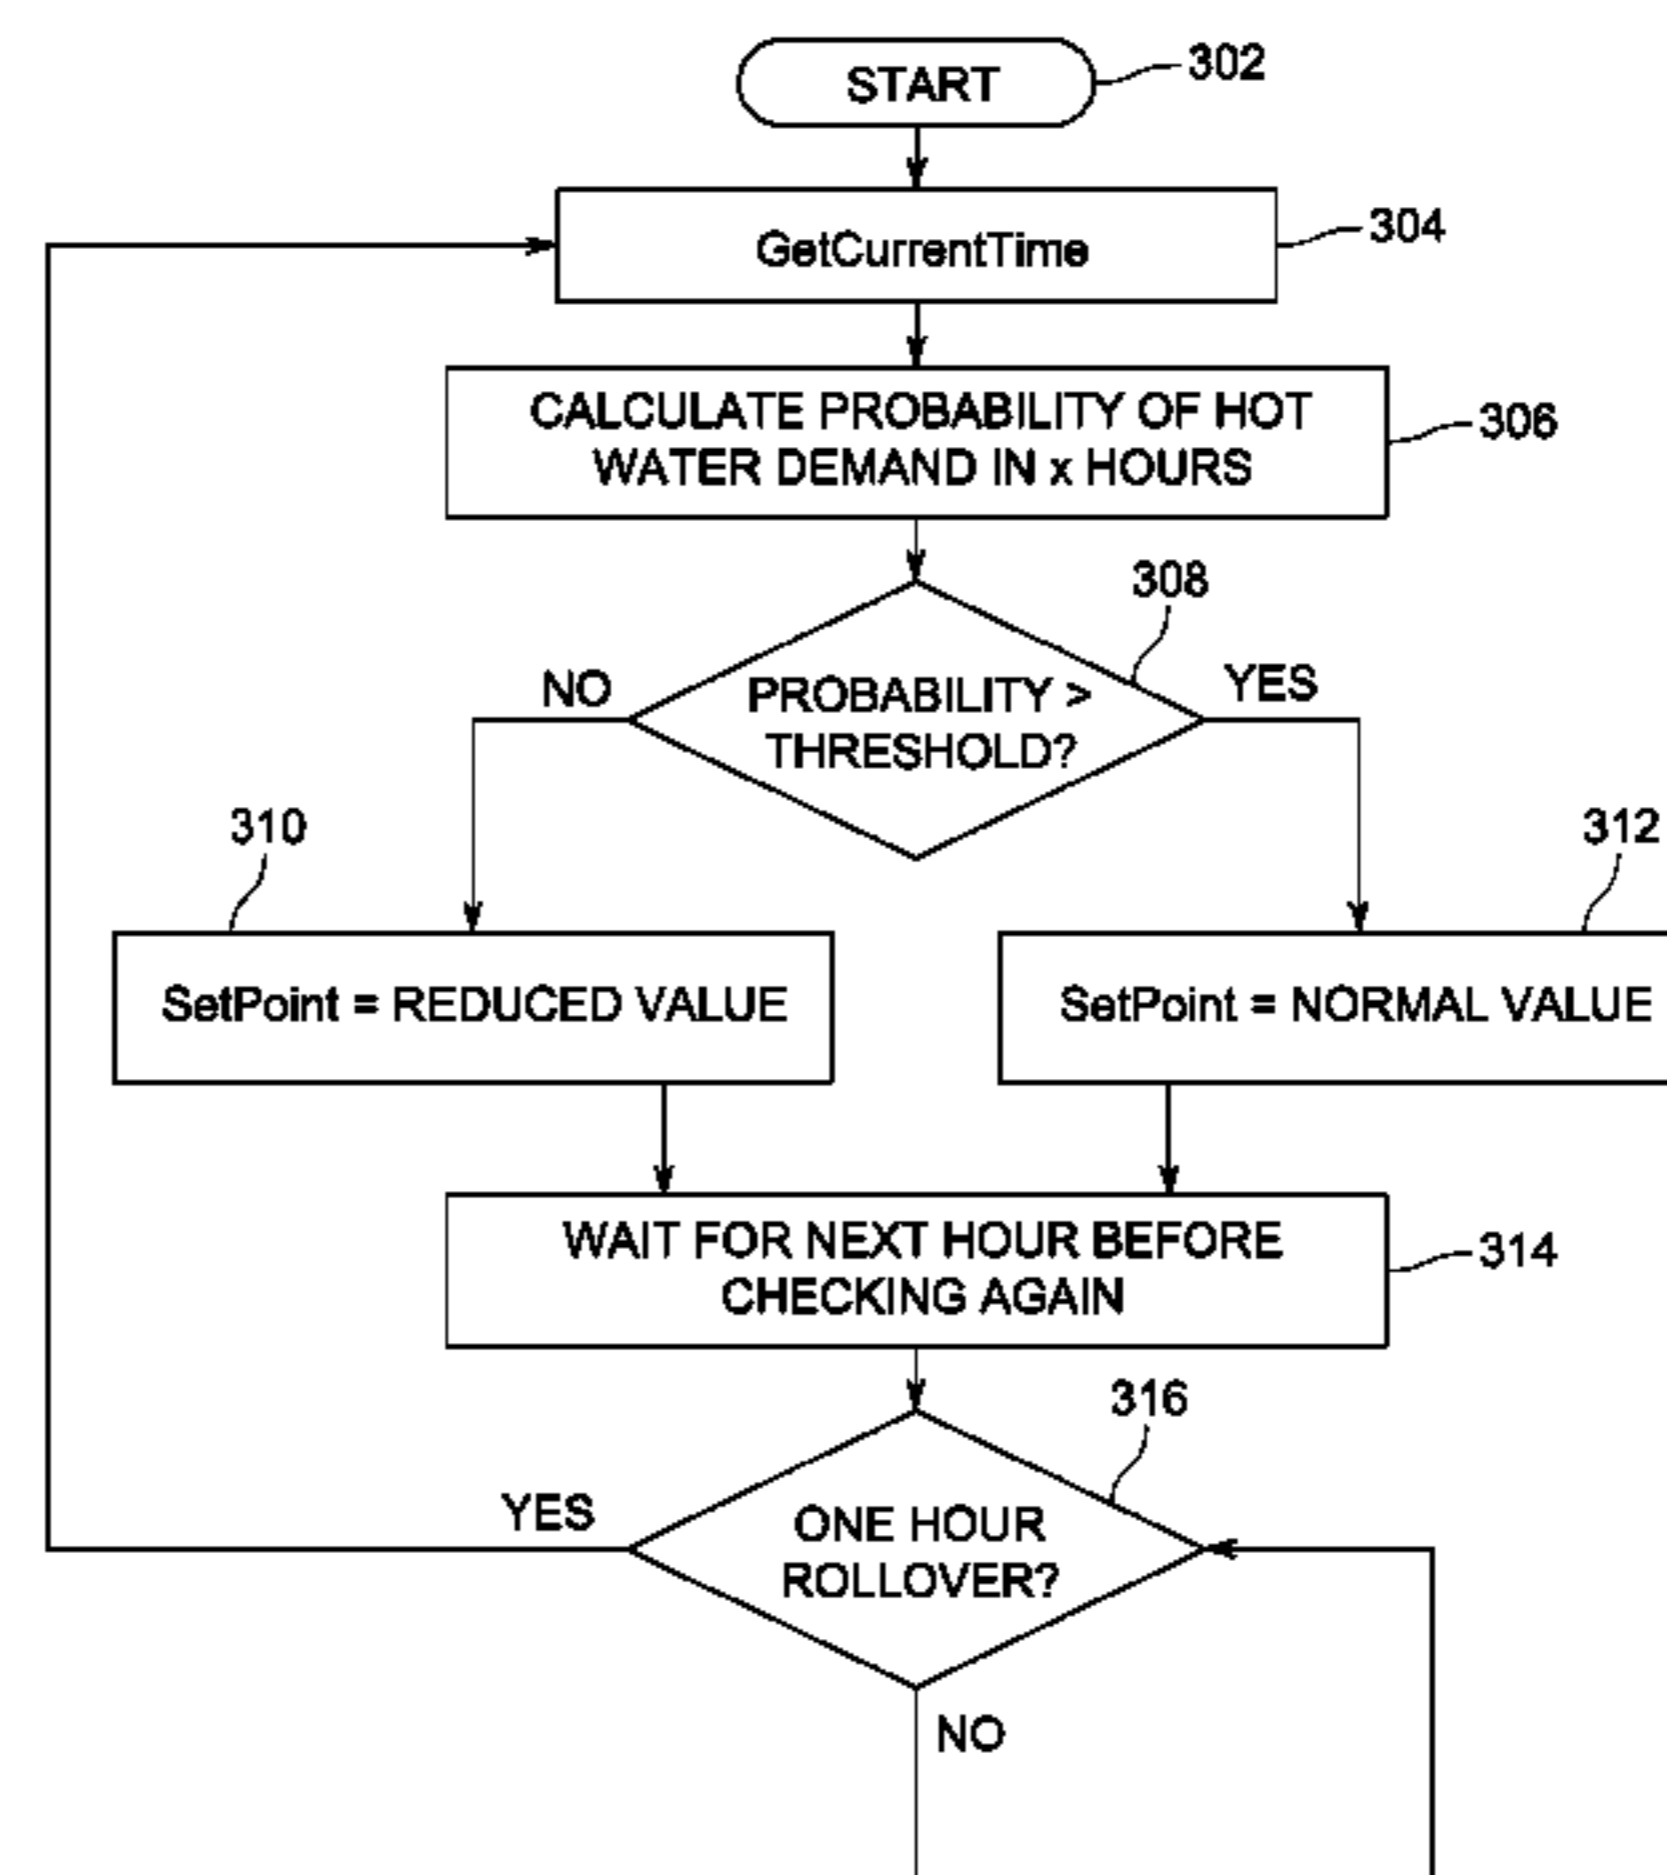 START
302
GetCurrentTime
304
CALCULATE PROBABILITY OF HOT
WATER DEMAND IN x HOURS
306
308
NO
PROBABILITY >
THRESHOLD?
YES
310
312
SetPoint = REDUCED VALUE
SetPoint = NORMAL VALUE
WAIT FOR NEXT HOUR BEFORE
CHECKING AGAIN
314
316
YES
ONE HOUR
ROLLOVER?
NO